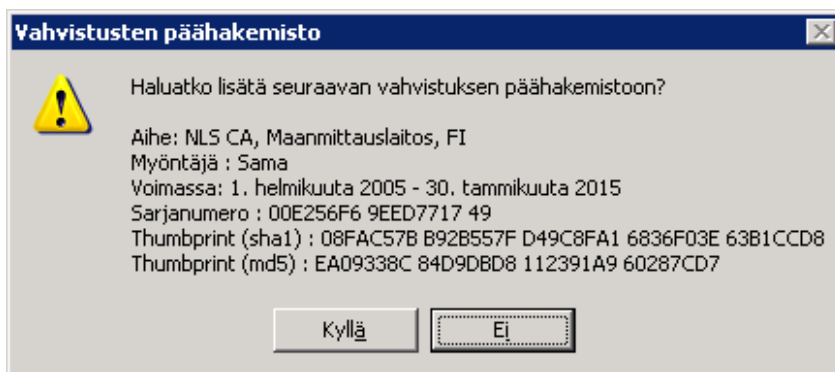 Vahvistusten päähakemisto
Haluatko lisätä seuraavan vahvistuksen päähakemistoon?
Aihe: NLS CA, Maanmittauslaitos, FI
Myöntäjä : Sama
Voimassa: 1. helmikuuta 2005 - 30. tammikuuta 2015
Sarjanumero : 00E256F6 9EED7717 49
Thumbprint (sha1) : 08FAC57B B92B557F D49C8FA1 6836F03E 63B1CCD8
Thumbprint (md5) : EA09338C 84D9DBD8 112391A9 60287CD7
Kyllä
Ei